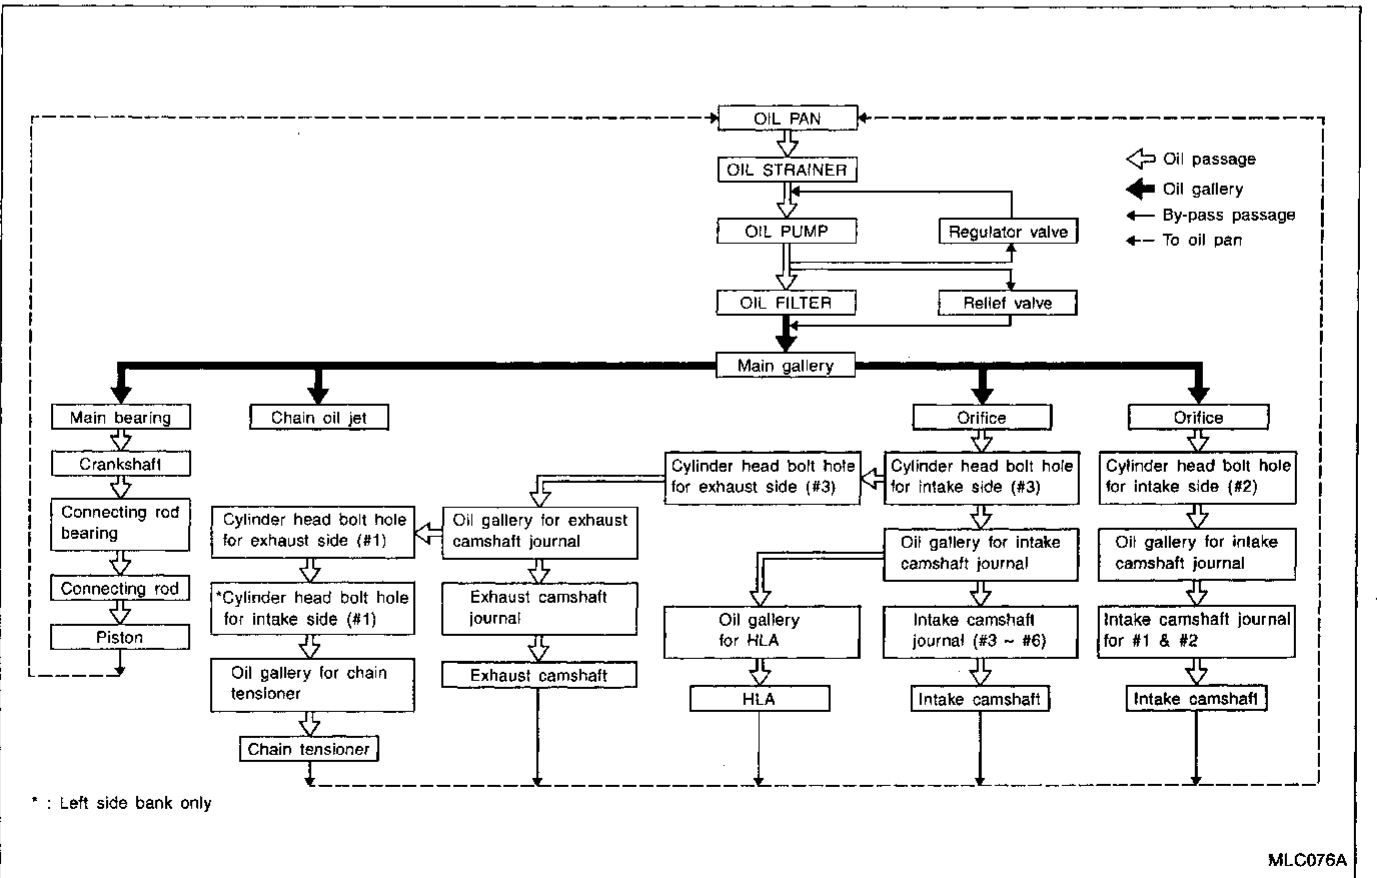 OIL PAN
OIL STRAINER
OIL PUMP
Regulator valve
OIL FILTER
Relief valve
Oil passage
Oil gallery
By-pass passage
To oil pan
Main gallery
Main bearing
Chain oil jet
Orifice
Orifice
Crankshaft
Connecting rod
bearing
Connecting rod
Piston
Cylinder head bolt hole
for exhaust side (#1)
*Cylinder head bolt hole
for intake side (#1)
Oil gallery for chain
tensioner
Chain tensioner
Oil gallery for exhaust
camshaft journal
Exhaust camshaft
journal
Exhaust camshaft
Cylinder head bolt hole
for exhaust side (#3)
Oil gallery
for HLA
HLA
Cylinder head bolt hole
for intake side (#3)
Oil gallery for intake
camshaft journal
Intake camshaft
journal (#3 ~ #6)
Intake camshaft
Cylinder head bolt hole
for intake side (#2)
Oil gallery for intake
camshaft journal
Intake camshaft journal
for #1 & #2
Intake camshaft
* : Left side bank only
MLC076A